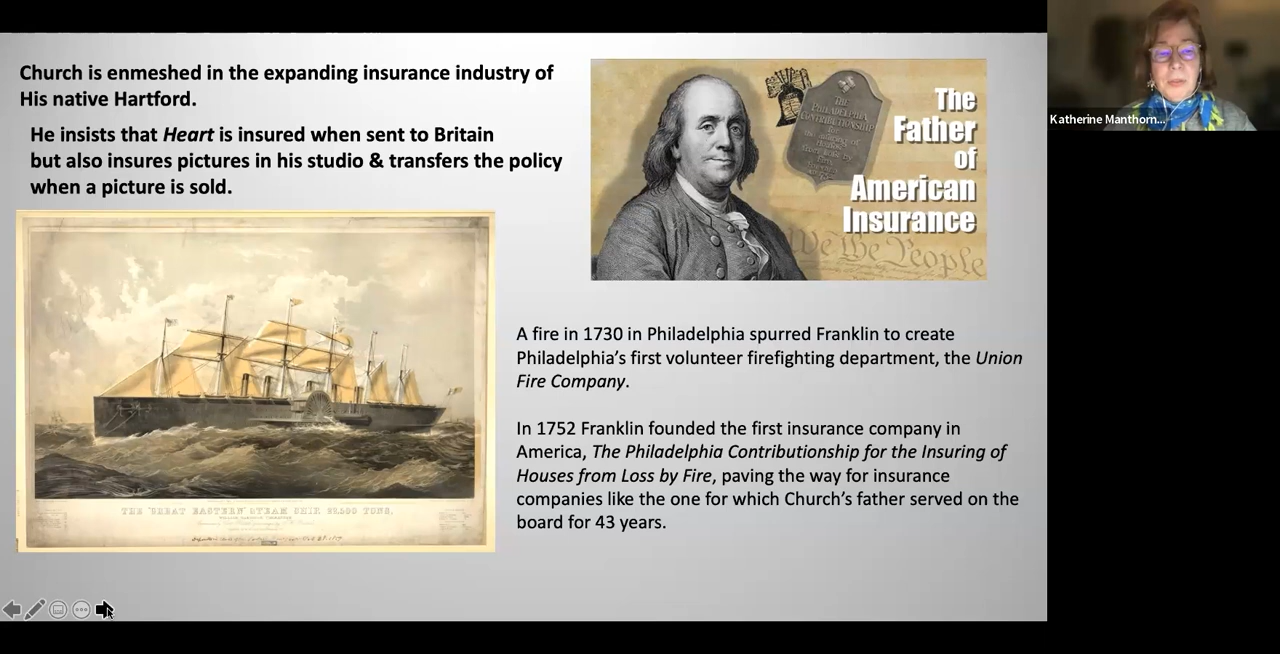 Church is enmeshed in the expanding insurance industry of
His native Hartford.
He insists that Heart is insured when sent to Britain
but also insures pictures in his studio & transfers the policy
when a picture is sold.
The
Father
of
American
Insurance
THE
PHILADELPHIA
CONTRIBUTIONSHIP
We the People
A fire in 1730 in Philadelphia spurred Franklin to create
Philadelphia's first volunteer firefighting department, the Union
Fire Company.
In 1752 Franklin founded the first insurance company in
America, The Philadelphia Contributionship for the Insuring of
Houses from Loss by Fire, paving the way for insurance
companies like the one for which Church's father served on the
board for 43 years.
THE "GREAT EASTERN" STEAM SHIP 22,500 TONS.
Katherine Manthorn...